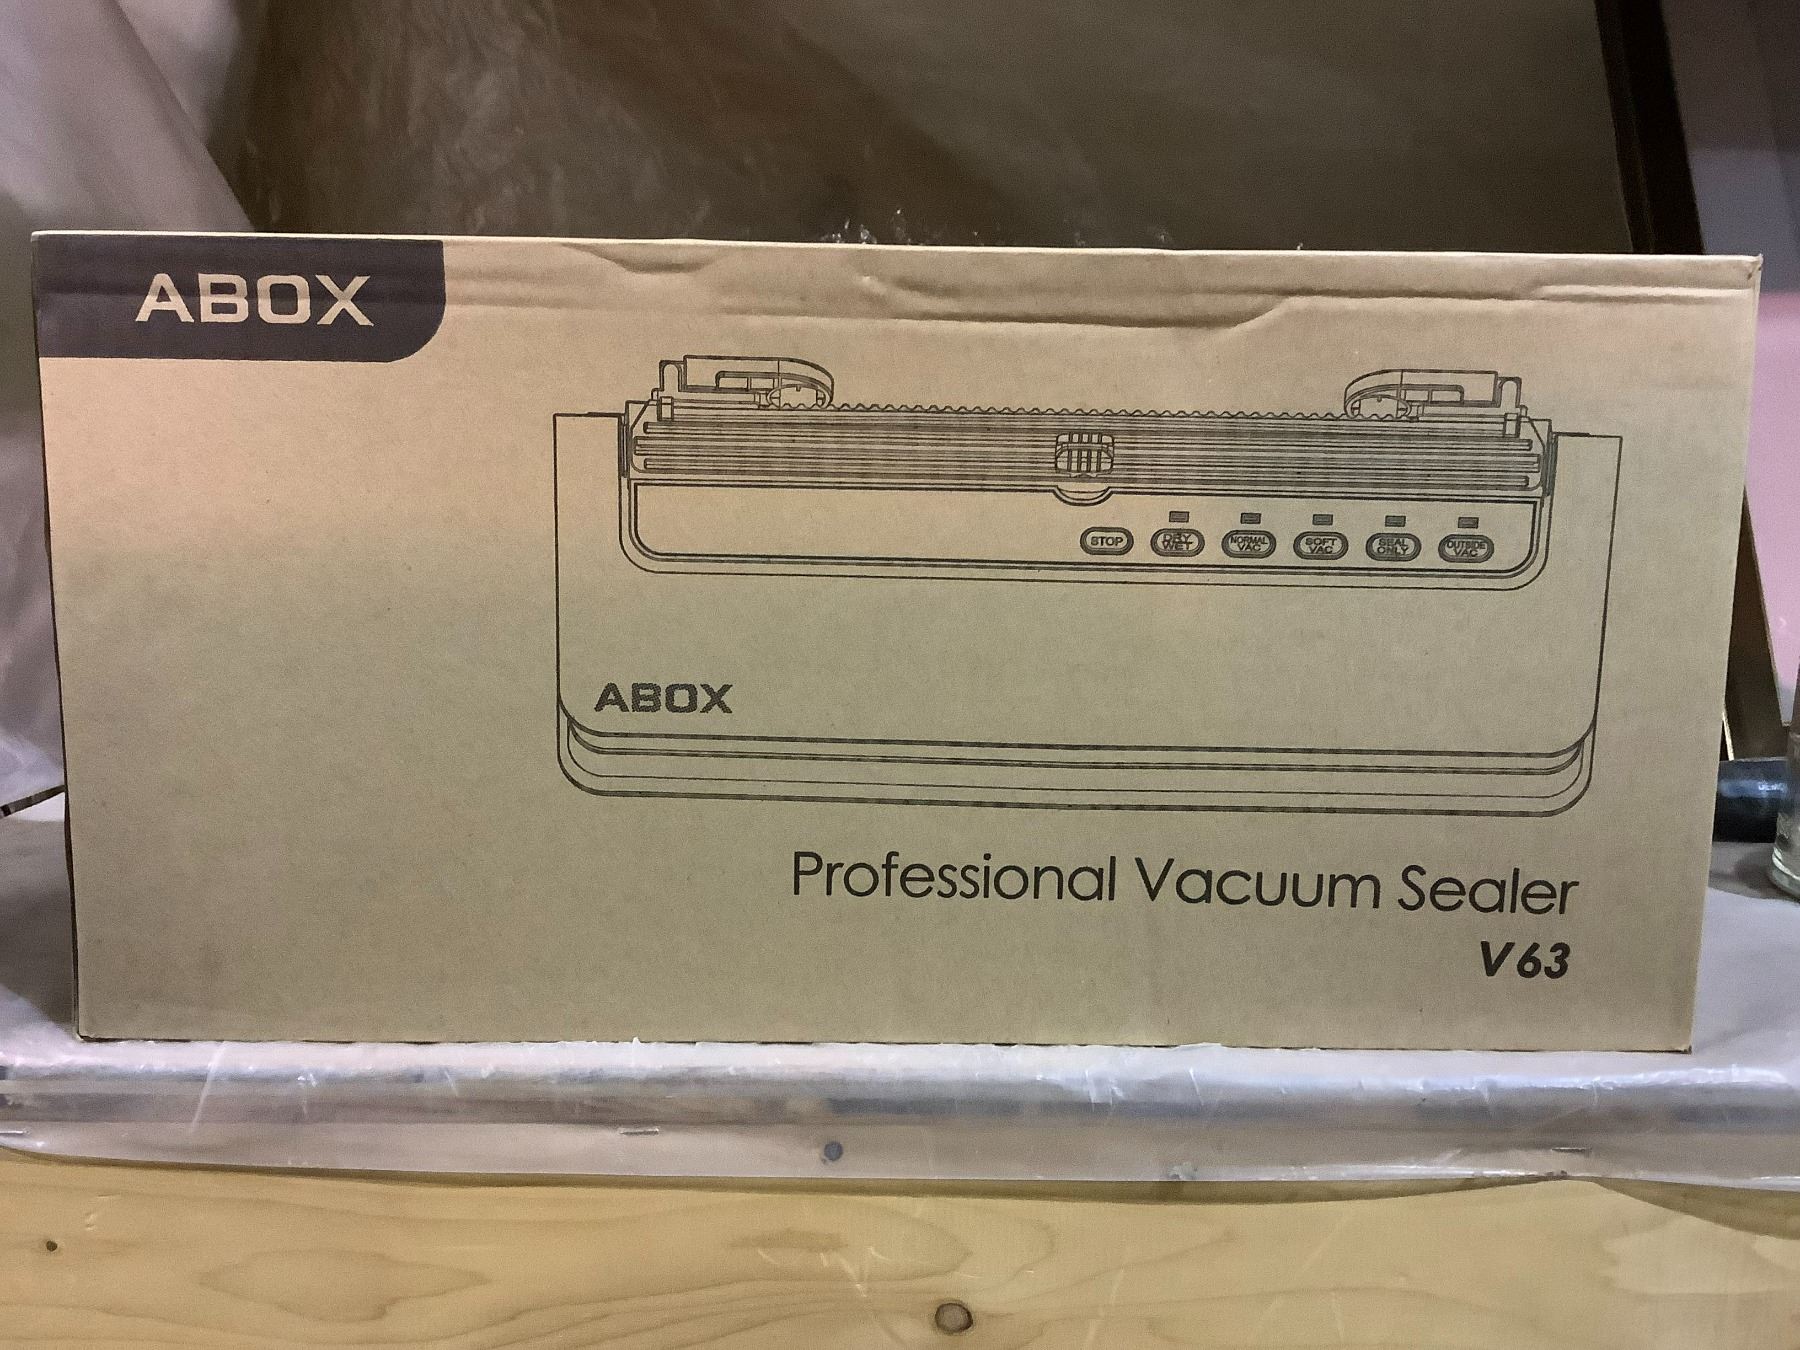 ABOX
STOP
DRY
WET
NORMAL
VAC
SOFT
VAC
SEAL
ONLY
OUTSIDE
VAC
ABOX
Professional Vacuum Sealer
V63